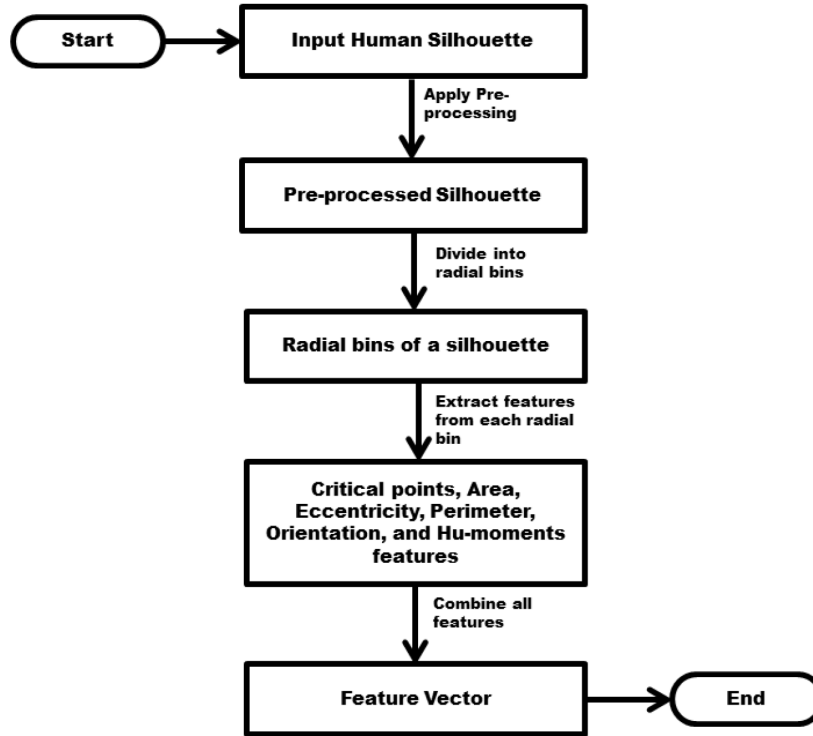 Start
Input Human Silhouette
Apply Pre-
processing
Pre-processed Silhouette
Divide into
radial bins
Radial bins of a silhouette
Extract features
from each radial
bin
Critical points, Area,
Eccentricity, Perimeter,
Orientation, and Hu-moments
features
Combine all
features
Feature Vector
End